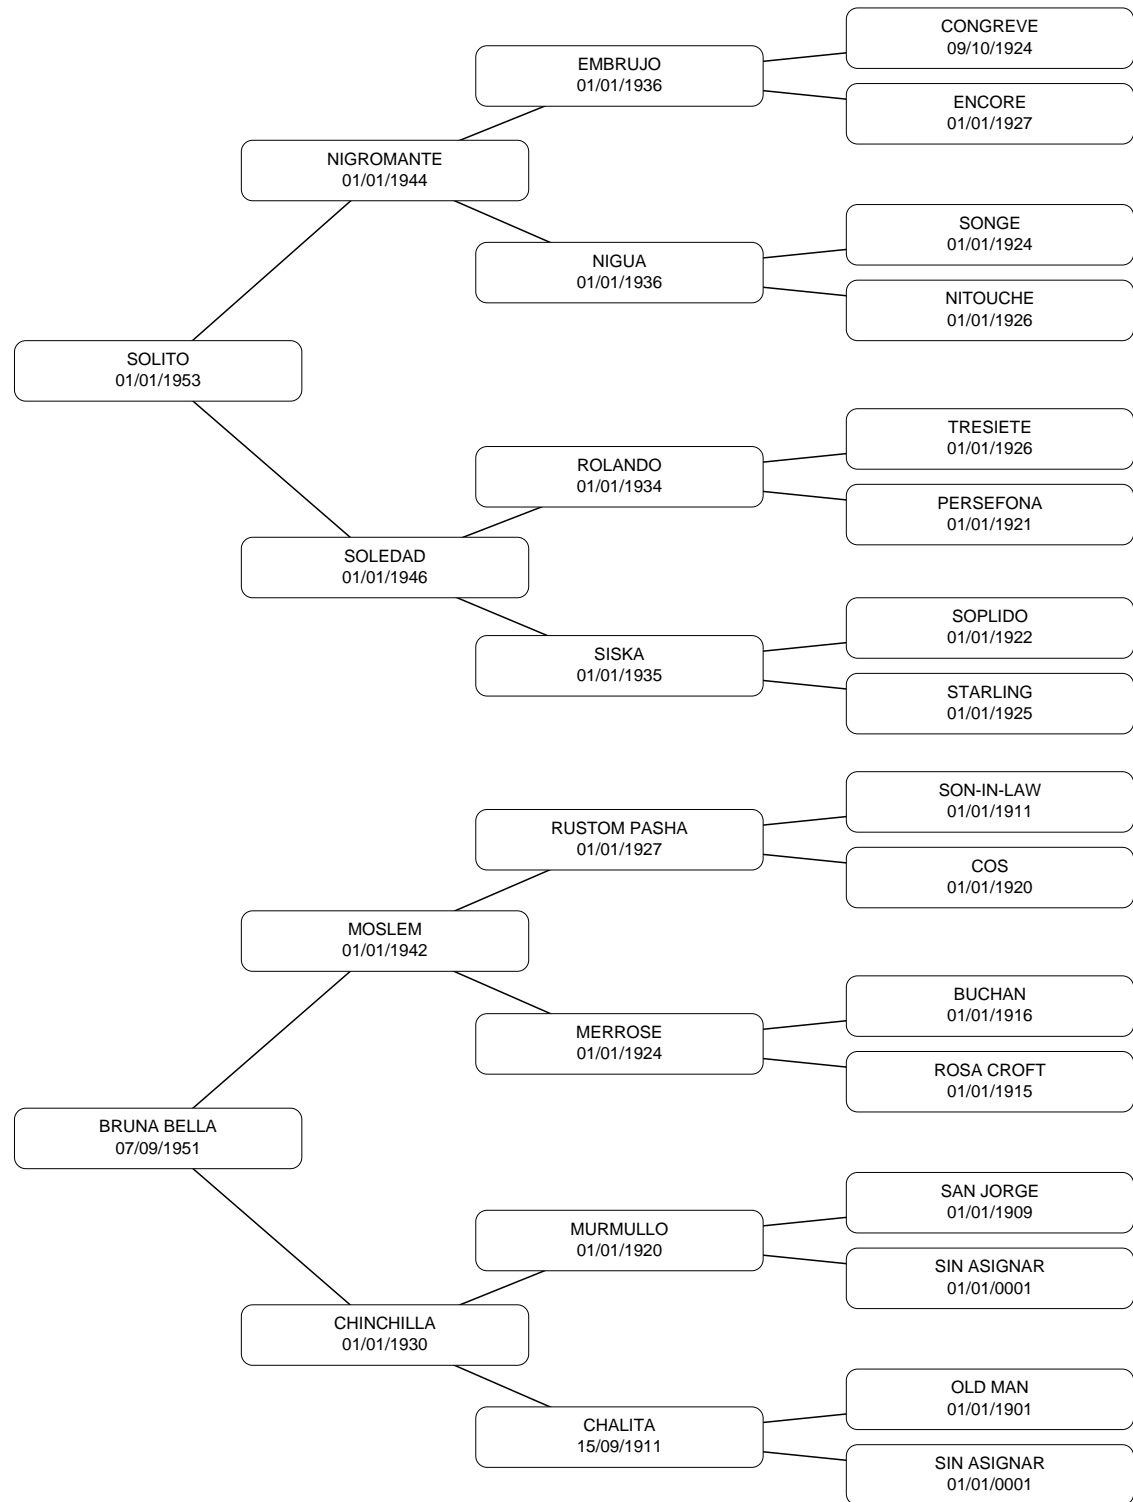 CONGREVE
09/10/1924
EMBRUJO
01/01/1936
ENCORE
01/01/1927
NIGROMANTE
01/01/1944
SONGE
01/01/1924
NIGUA
01/01/1936
NITOUCHE
01/01/1926
SOLITO
01/01/1953
TRESIETE
01/01/1926
ROLANDO
01/01/1934
PERSEFONA
01/01/1921
SOLEDAD
01/01/1946
SOPLIDO
01/01/1922
SISKA
01/01/1935
STARLING
01/01/1925
SON-IN-LAW
01/01/1911
RUSTOM PASHA
01/01/1927
COS
01/01/1920
MOSLEM
01/01/1942
BUCHAN
01/01/1916
MERROSE
01/01/1924
ROSA CROFT
01/01/1915
BRUNA BELLA
07/09/1951
SAN JORGE
01/01/1909
MURMULLO
01/01/1920
SIN ASIGNAR
01/01/0001
CHINCHILLA
01/01/1930
OLD MAN
01/01/1901
CHALITA
15/09/1911
SIN ASIGNAR
01/01/0001